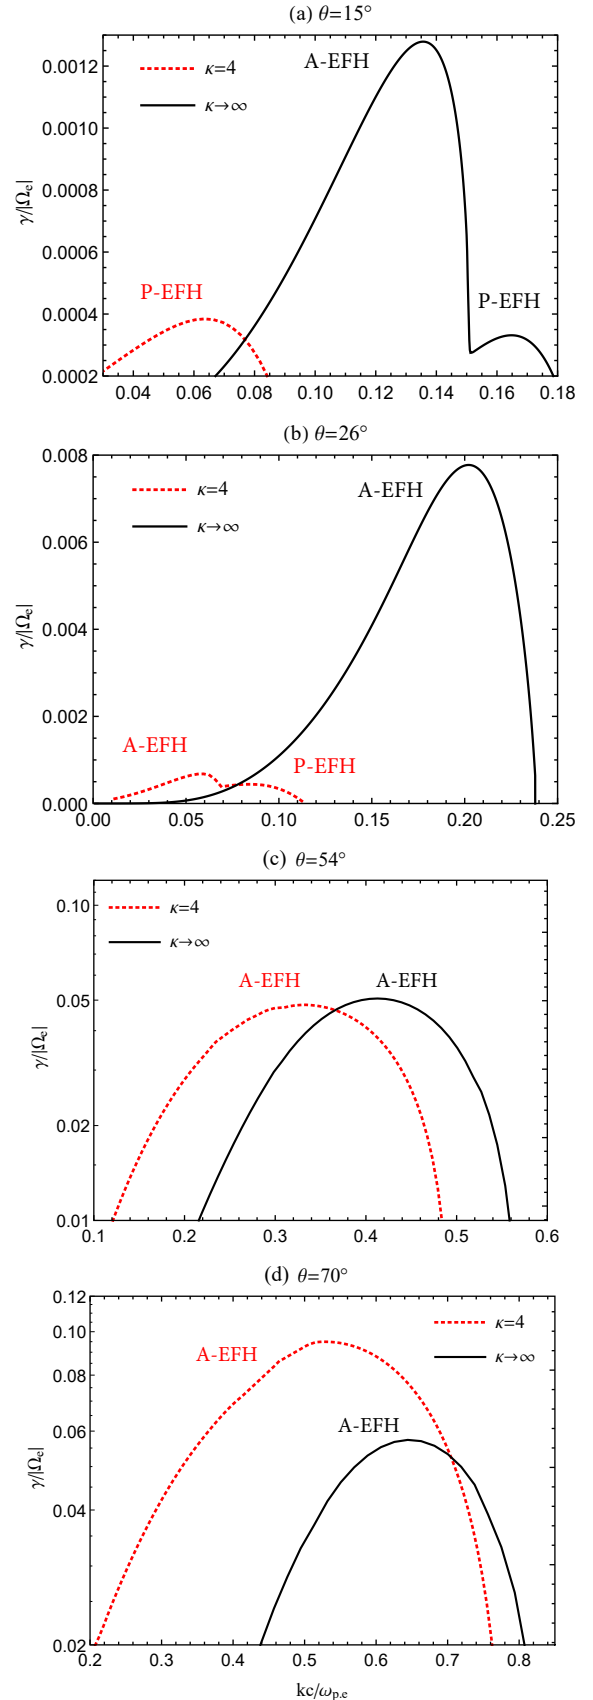 (a) θ=15°
0.0012
0.0010
0.0008
0.0006
0.0004
0.0002
γ/|Ωe|
κ=4
κ→∞
A-EFH
P-EFH
P-EFH
0.04 0.06 0.08 0.10 0.12 0.14 0.16 0.18
(b) θ=26°
0.008
0.006
0.004
0.002
0.000
γ/|Ωe|
κ=4
κ→∞
A-EFH
A-EFH
P-EFH
0.00 0.05 0.10 0.15 0.20 0.25
(c) θ=54°
0.10
0.05
0.02
0.01
γ/|Ωe|
κ=4
κ→∞
A-EFH A-EFH
0.1 0.2 0.3 0.4 0.5 0.6
(d) θ=70°
0.12
0.10
0.08
0.06
0.04
0.02
γ/|Ωe|
κ=4
κ→∞
A-EFH
A-EFH
0.2 0.3 0.4 0.5 0.6 0.7 0.8
kc/ωp,e